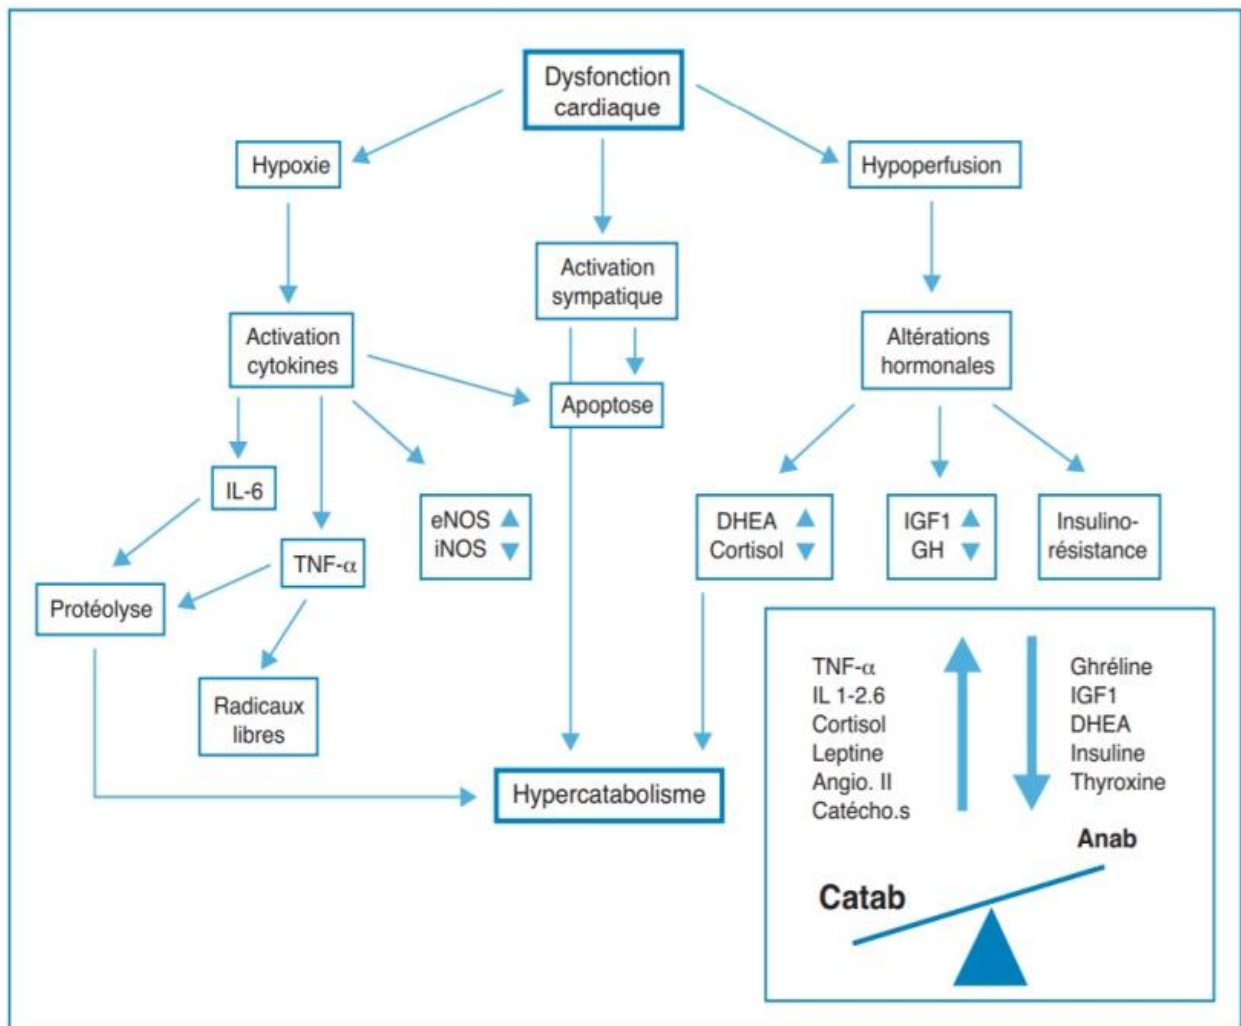 Dysfonction
cardiaque
Hypoxie
Hypoperfusion
Activation
sympatique
Activation
cytokines
Altérations
hormonales
Apoptose
IL-6
eNOS ▲
iNOS ▼
DHEA ▲
Cortisol ▼
IGF1 ▲
GH ▼
Insulino-
résistance
TNF-α
Protéolyse
Radicaux
libres
Hypercatabolisme
TNF-α
IL 1-2.6
Cortisol
Leptine
Angio. II
Catécho.s
Ghréline
IGF1
DHEA
Insuline
Thyroxine
Anab
Catab